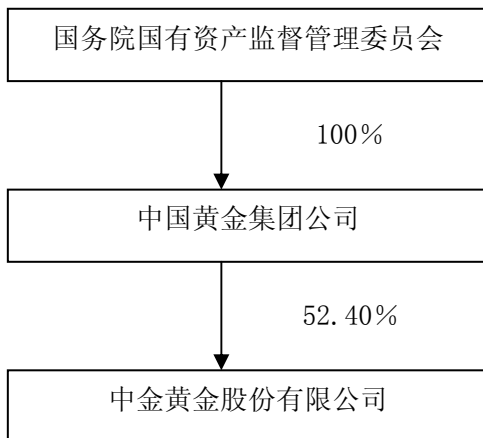 国务院国有资产监督管理委员会
100％
中国黄金集团公司
52.40％
中金黄金股份有限公司